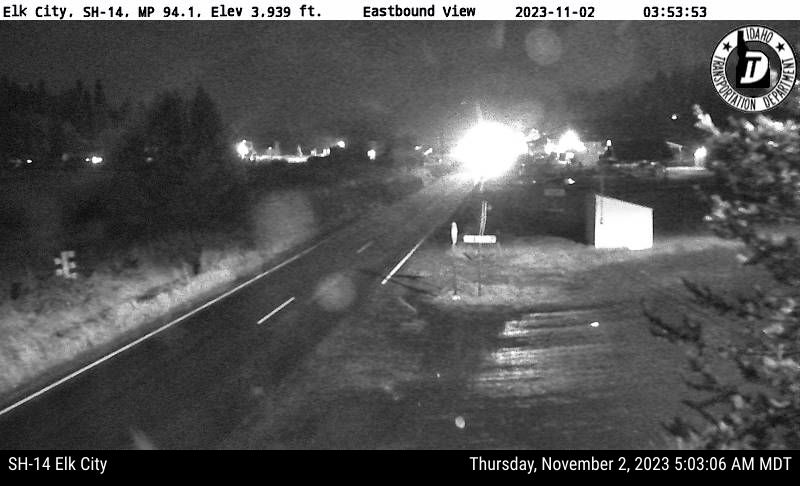 Elk City, SH-14, MP 94.1, Elev 3,939 ft. Eastbound View 2023-11-02 03:53:53
IDAHO
TRANSPORTATION DEPARTMENT
SH-14 Elk City Thursday, November 2, 2023 5:03:06 AM MDT